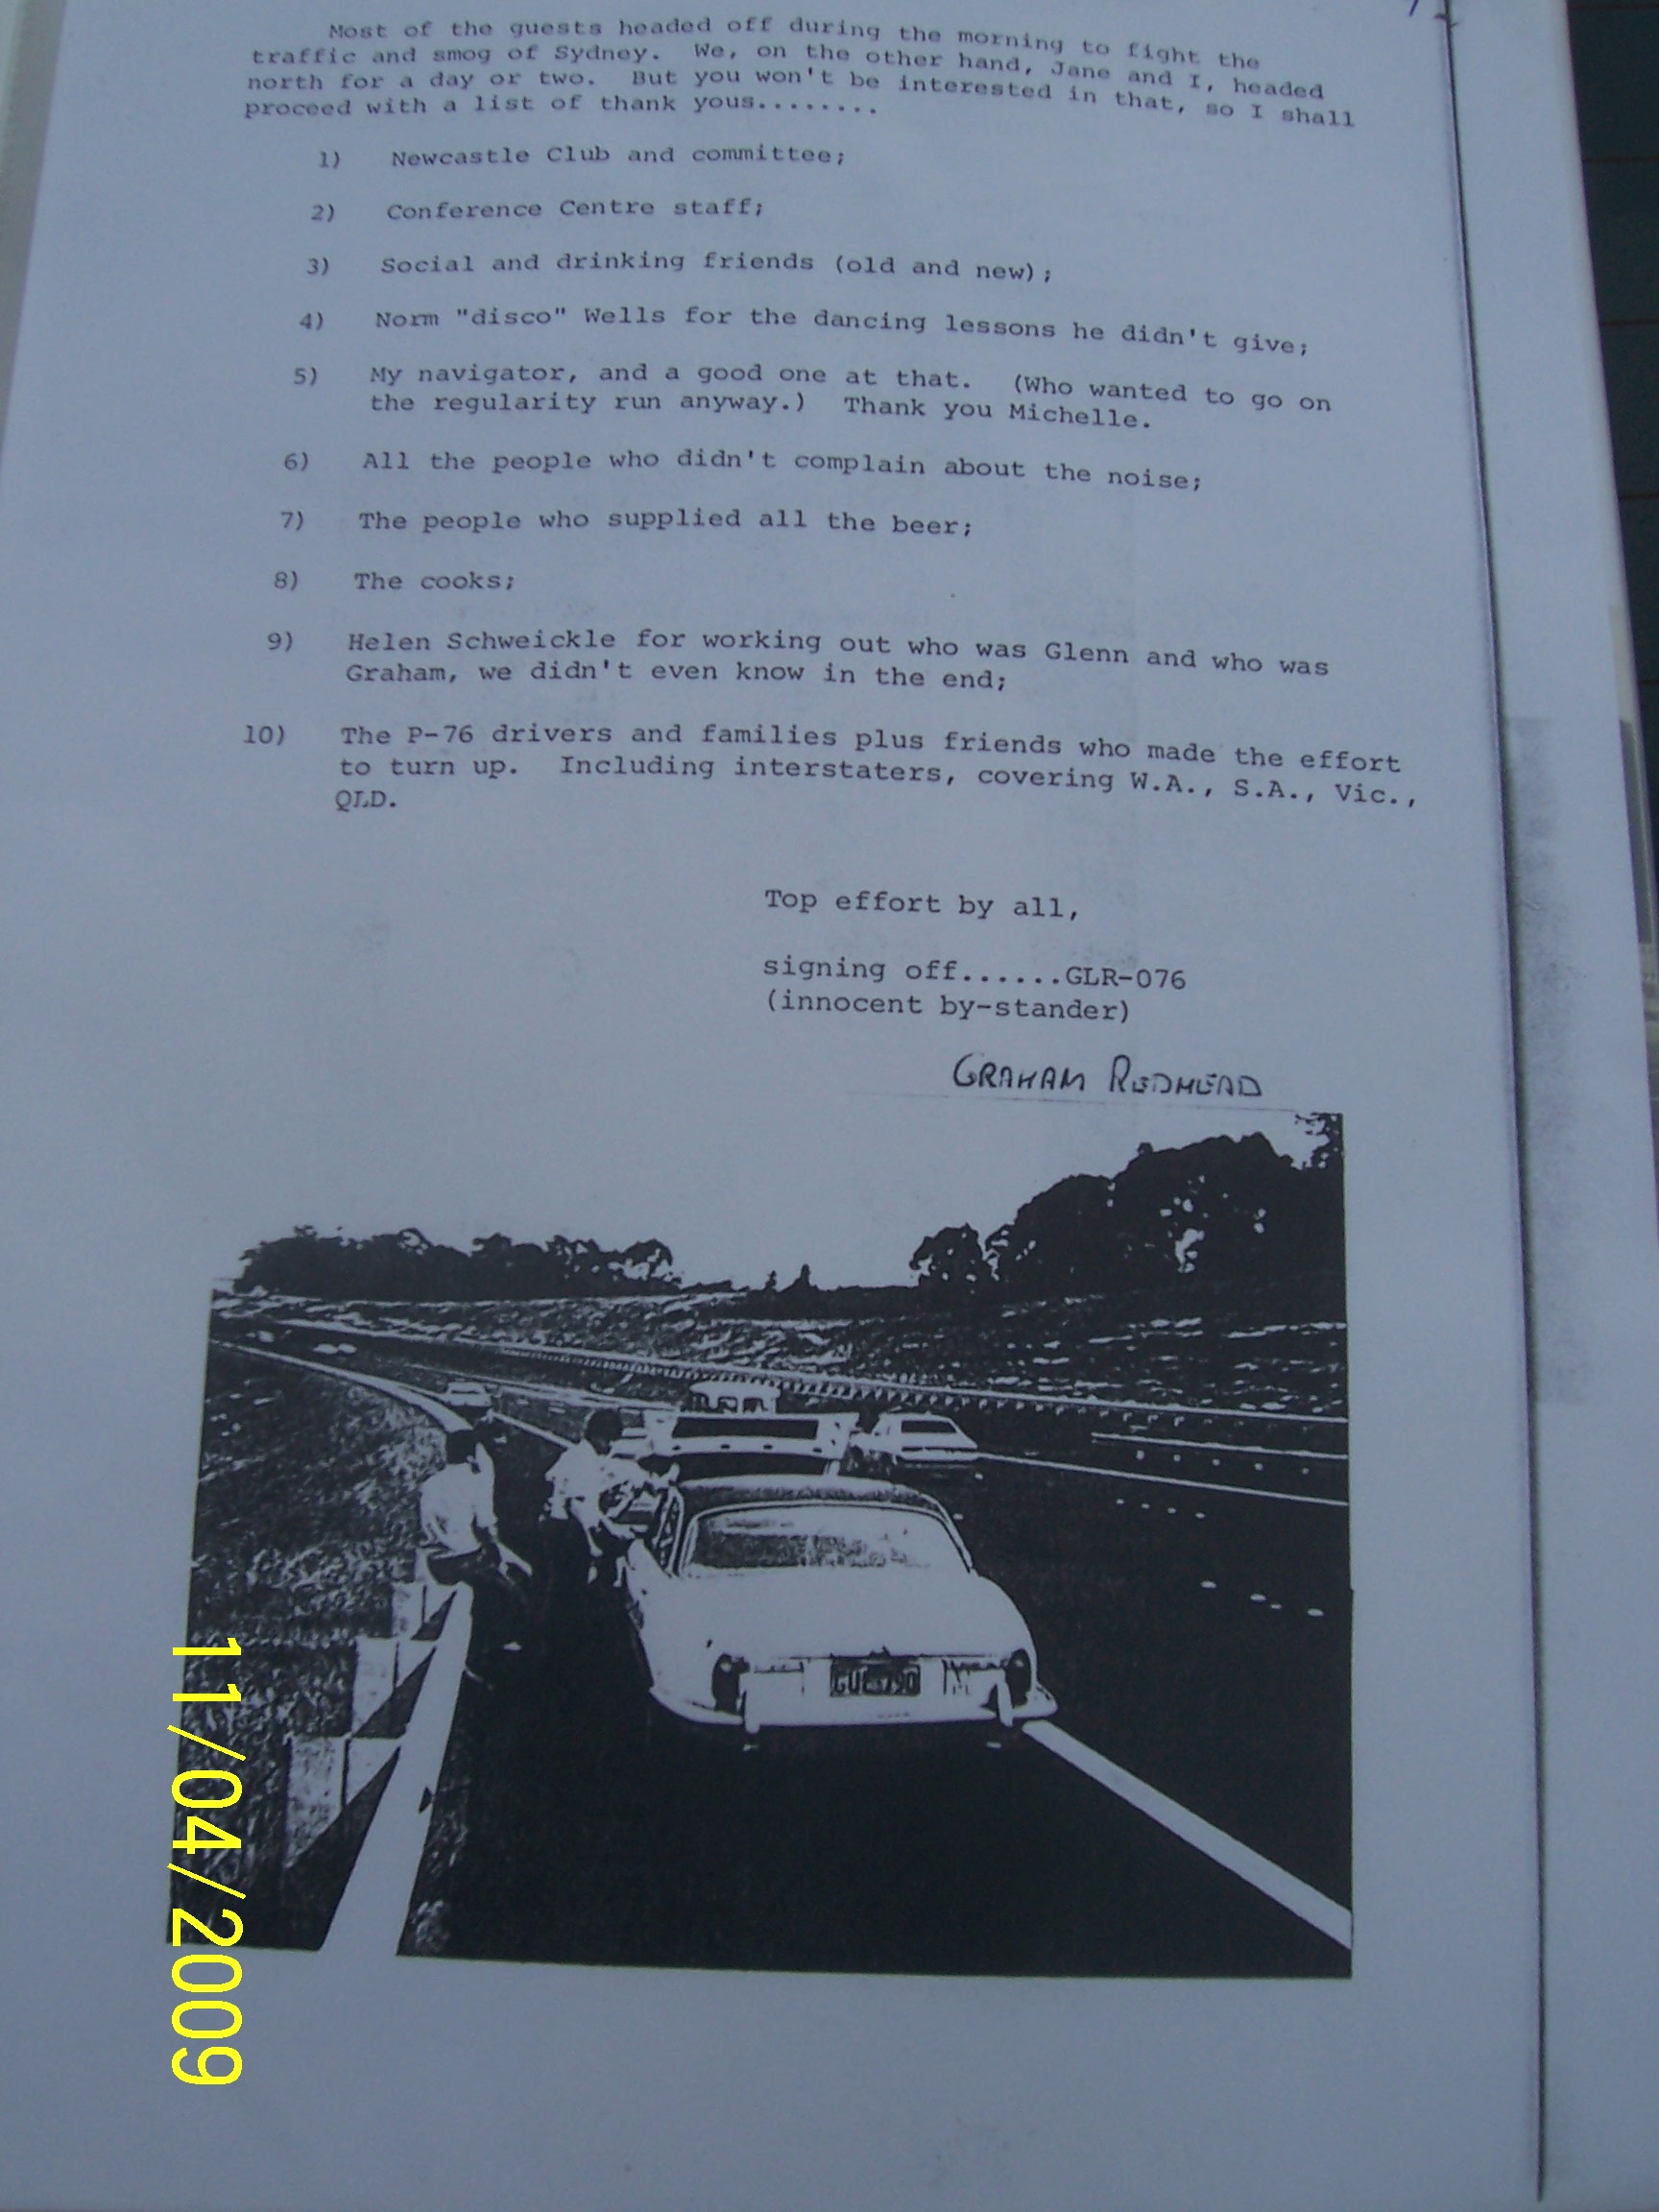 Most of the guests headed off during the morning to fight the
traffic and smog of Sydney. We, on the other hand, Jane and I, headed
north for a day or two. But you won't be interested in that, so I shall
proceed with a list of thank yous........
1) Newcastle Club and committee;
2) Conference Centre staff;
3) Social and drinking friends (old and new);
4) Norm "disco" Wells for the dancing lessons he didn't give;
5) My navigator, and a good one at that. (Who wanted to go on
the regularity run anyway.) Thank you Michelle.
6) All the people who didn't complain about the noise;
7) The people who supplied all the beer;
8) The cooks;
9) Helen Schweickle for working out who was Glenn and who was
Graham, we didn't even know in the end;
10) The P-76 drivers and families plus friends who made the effort
to turn up. Including interstaters, covering W.A., S.A., Vic.,
QLD.
Top effort by all,
signing off......GLR-076
(innocent by-stander)
GRAHAM REDHEAD
11/04/2009